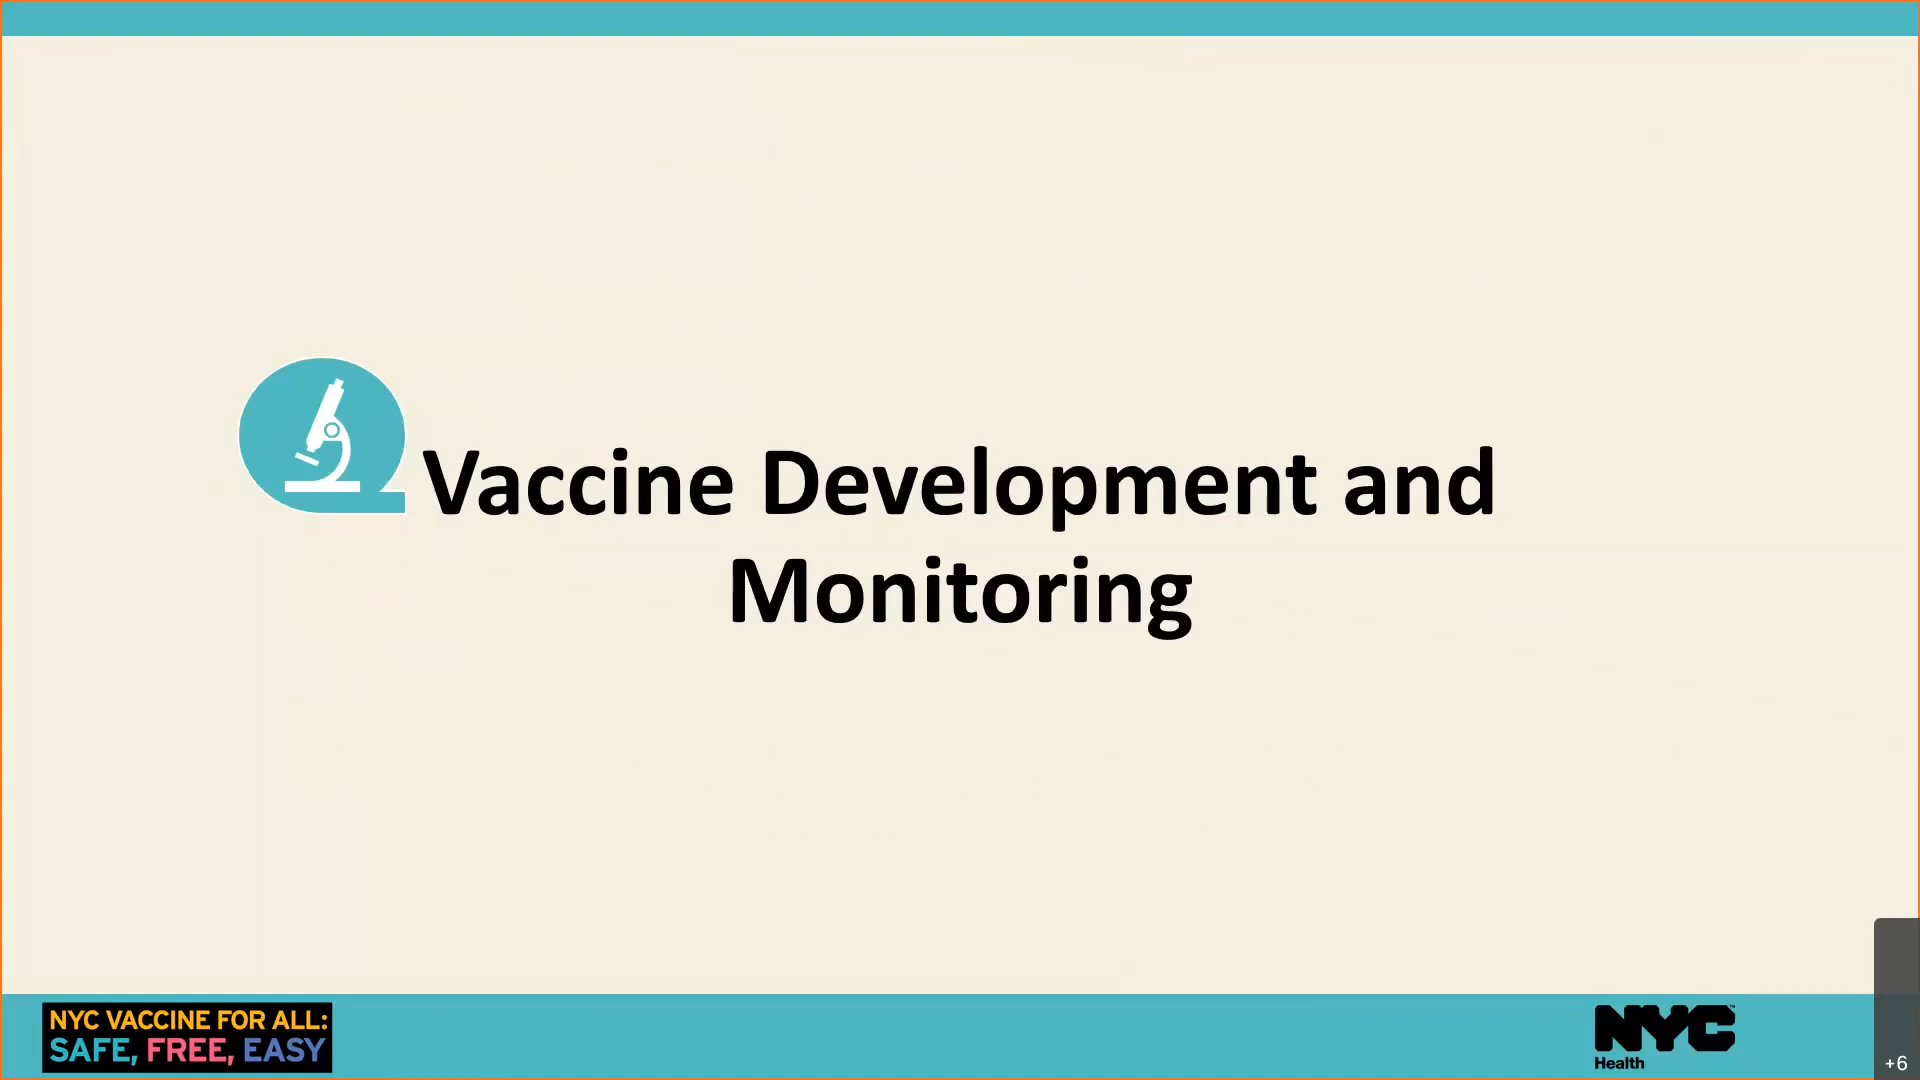 Vaccine Development and
Monitoring
NYC VACCINE FOR ALL:
SAFE, FREE, EASY
NYC
Health
+6